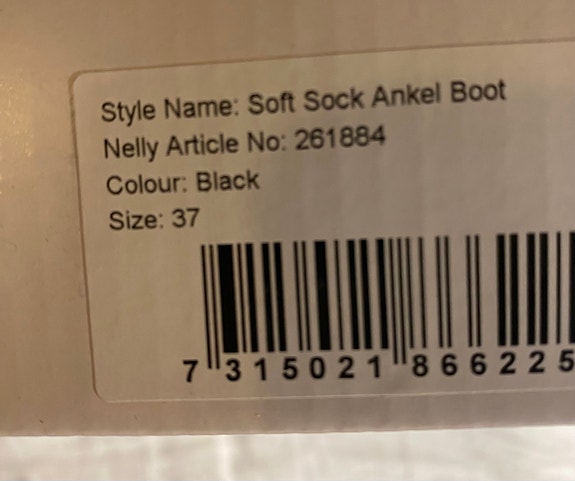 Style Name: Soft Sock Ankel Boot
Nelly Article No: 261884
Colour: Black
Size: 37
7 315021 866225